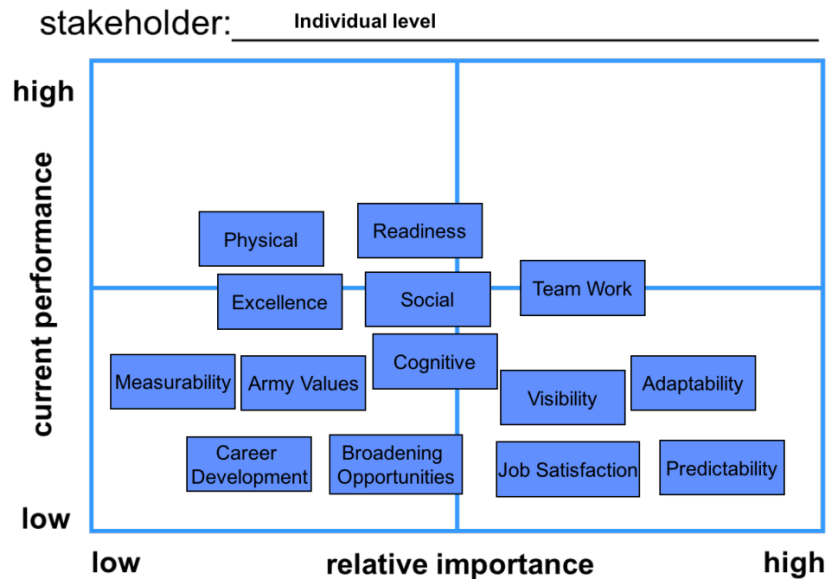 stakeholder: Individual level
high
current performance
low
Physical
Readiness
Team Work
Excellence
Social
Cognitive
Measurability
Army Values
Visibility
Adaptability
Career
Development
Broadening
Opportunities
Job Satisfaction
Predictability
low
relative importance
high